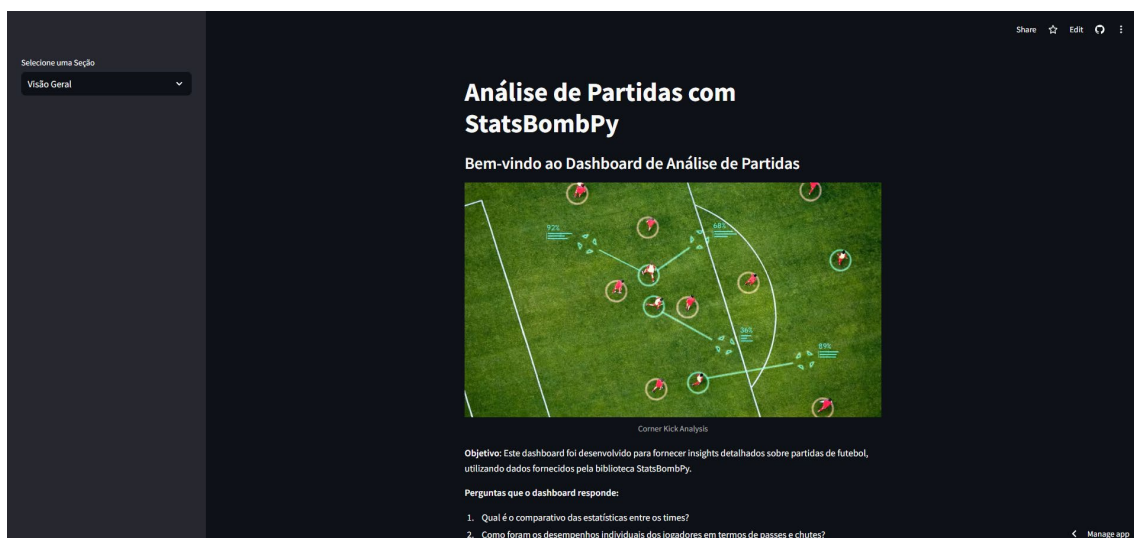 Share Edit
Selecione uma Seção
Visão Geral
Análise de Partidas com
StatsBombPy
Bem-vindo ao Dashboard de Análise de Partidas
92%
68%
36%
89%
Corner Kick Analysis
Objetivo: Este dashboard foi desenvolvido para fornecer insights detalhados sobre partidas de futebol,
utilizando dados fornecidos pela biblioteca StatsBombPy.
Perguntas que o dashboard responde:
1. Qual é o comparativo das estatísticas entre os times?
2. Como foram os desempenhos individuais dos jogadores em termos de passes e chutes?
Manage app